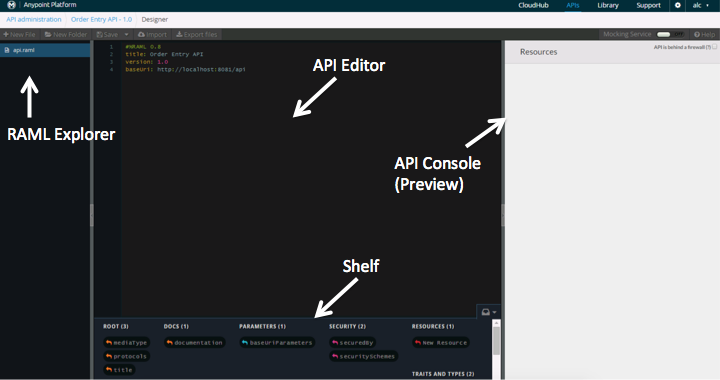 Anypoint Platform CloudHub APIs Library Support alc
API administration Order Entry API - 1.0 Designer
New File New Folder Save Import Export files Mocking Service Help
api.raml
1 #%RAML 0.8
2 title: Order Entry API
3 version: 1.0
4 baseUri: http://localhost:8081/api
Resources
API is behind a firewall (?)
API Editor
RAML Explorer
API Console
(Preview)
Shelf
ROOT (3) DOCS (1) PARAMETERS (1) SECURITY (2) RESOURCES (1)
mediaType documentation baseUriParameters securedBy New Resource
protocols securitySchemes
title TRAITS AND TYPES (2)